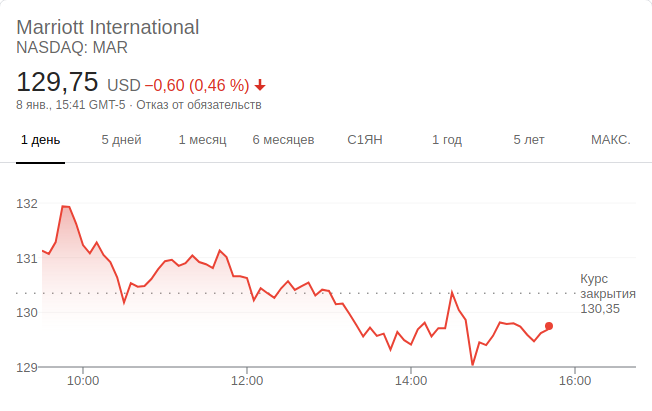 Marriott International
NASDAQ: MAR
129,75 USD −0,60 (0,46 %)
8 янв., 15:41 GMT-5 · Отказ от обязательств
1 день 5 дней 1 месяц 6 месяцев С1ЯН 1 год 5 лет МАКС.
132
131
130
129
Курс
закрытия
130,35
10:00 12:00 14:00 16:00